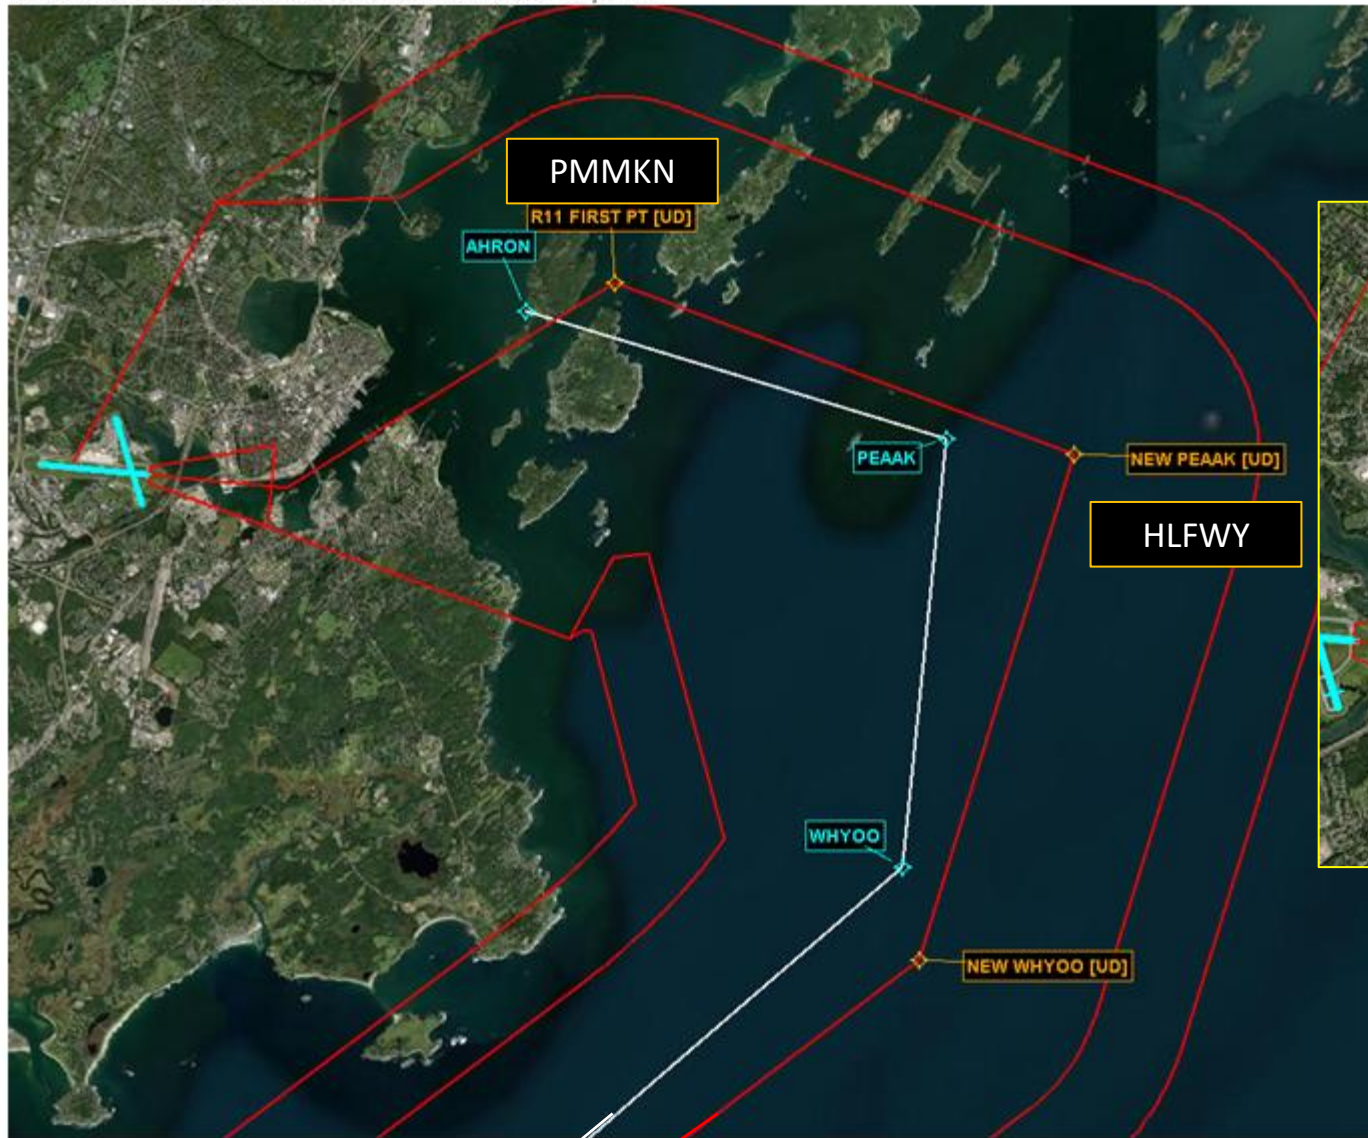 PMMKN
R11 FIRST PT [UD]
AHRON
PEAAK
NEW PEAAK [UD]
HLFWY
WHYOO
NEW WHYOO [UD]